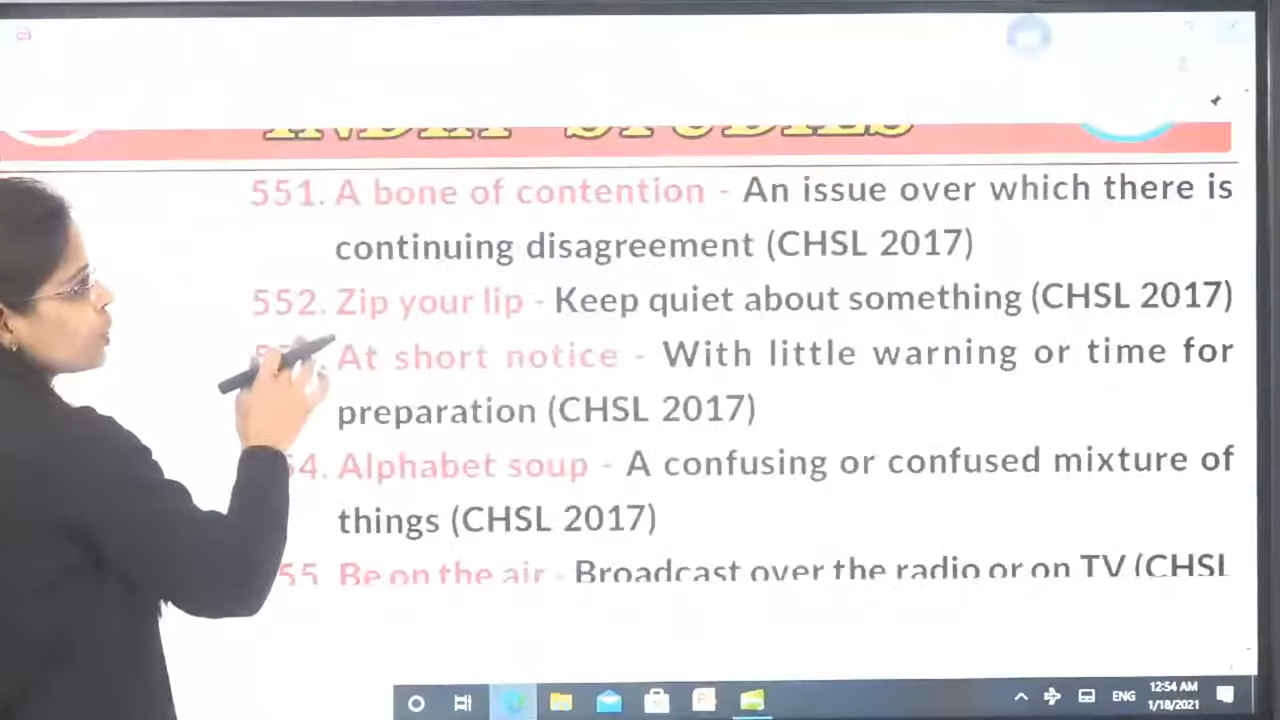 STUDIES
551. A bone of contention - An issue over which there is
continuing disagreement (CHSL 2017)
552. Zip your lip - Keep quiet about something (CHSL 2017)
At short notice - With little warning or time for
preparation (CHSL 2017)
54. Alphabet soup - A confusing or confused mixture of
things (CHSL 2017)
55 Be on the air - Broadcast over the radio or on TV (CHSL
ENG
12:54 AM
1/18/2021